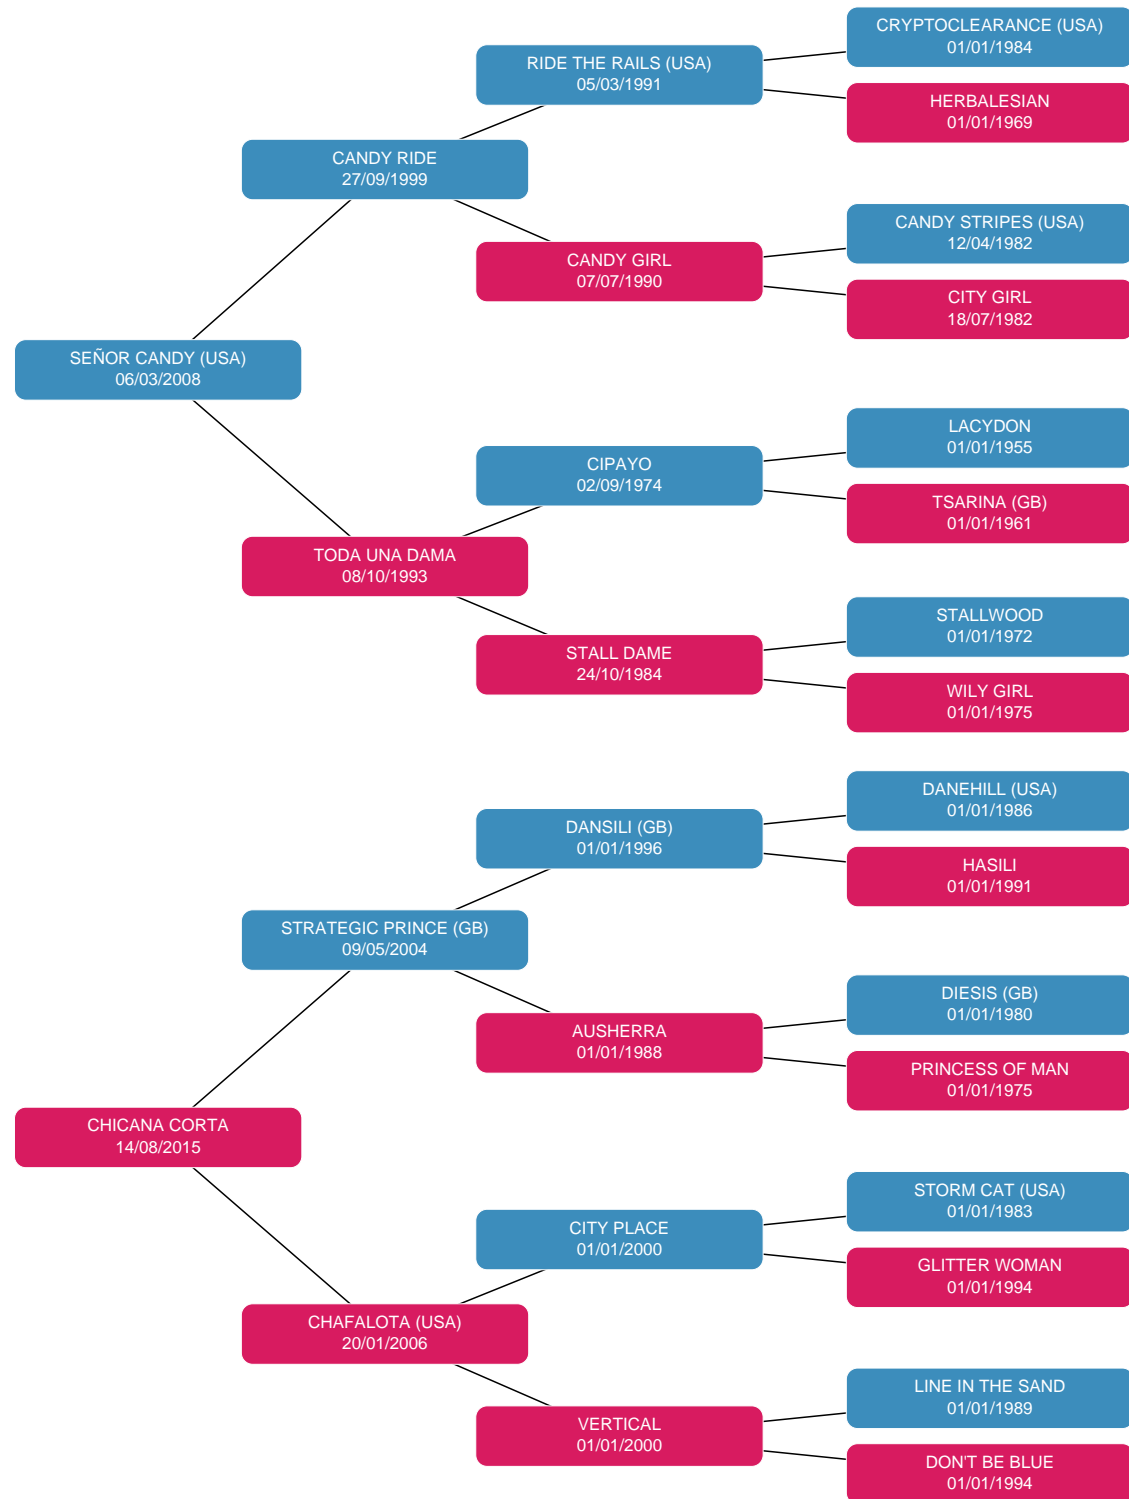 CRYPTOCLEARANCE (USA)
01/01/1984
RIDE THE RAILS (USA)
05/03/1991
HERBALESIAN
01/01/1969
CANDY RIDE
27/09/1999
CANDY STRIPES (USA)
12/04/1982
CANDY GIRL
07/07/1990
CITY GIRL
18/07/1982
SEÑOR CANDY (USA)
06/03/2008
LACYDON
01/01/1955
CIPAYO
02/09/1974
TSARINA (GB)
01/01/1961
TODA UNA DAMA
08/10/1993
STALLWOOD
01/01/1972
STALL DAME
24/10/1984
WILY GIRL
01/01/1975
DANEHILL (USA)
01/01/1986
DANSILI (GB)
01/01/1996
HASILI
01/01/1991
STRATEGIC PRINCE (GB)
09/05/2004
DIESIS (GB)
01/01/1980
AUSHERRA
01/01/1988
PRINCESS OF MAN
01/01/1975
CHICANA CORTA
14/08/2015
STORM CAT (USA)
01/01/1983
CITY PLACE
01/01/2000
GLITTER WOMAN
01/01/1994
CHAFALOTA (USA)
20/01/2006
LINE IN THE SAND
01/01/1989
VERTICAL
01/01/2000
DON'T BE BLUE
01/01/1994